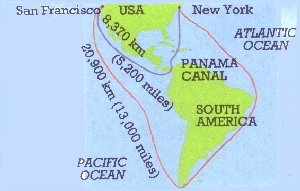 San Francisco
USA
New York
8,370 km
(5,200 miles)
ATLANTIC
OCEAN
PANAMA
CANAL
20,900 km (13,000 miles)
SOUTH
AMERICA
PACIFIC
OCEAN